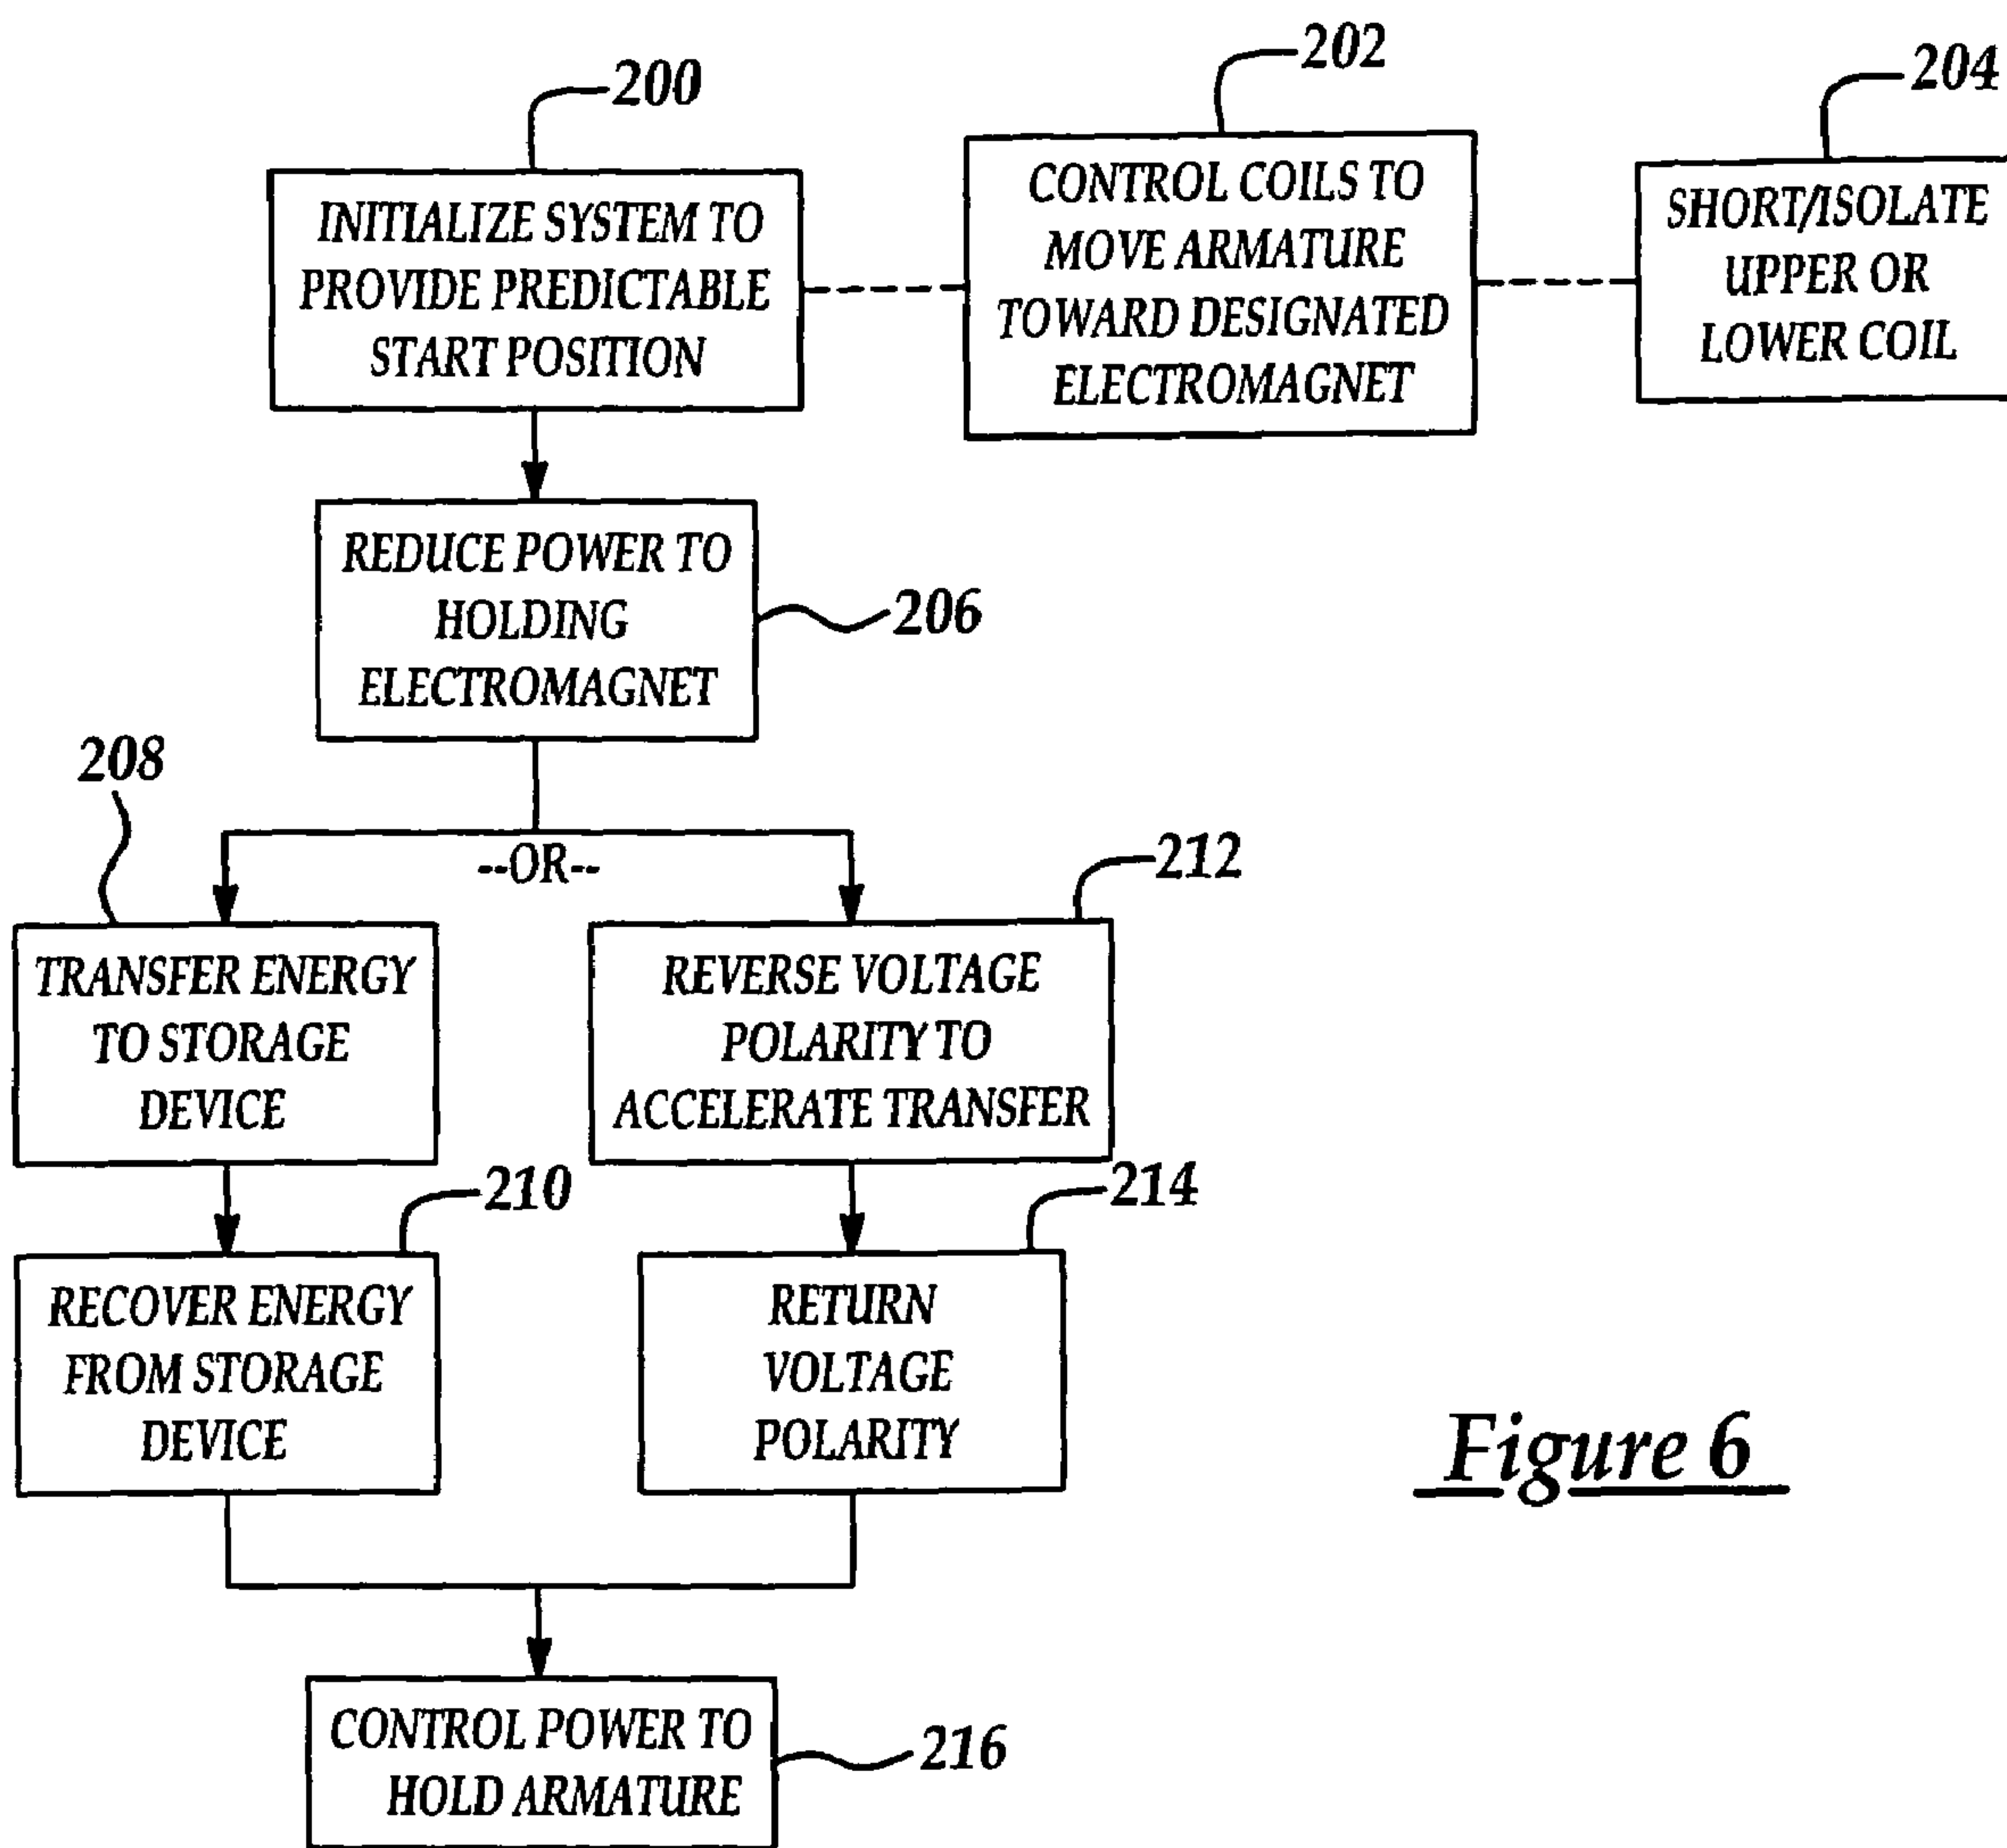 200
INITIALIZE SYSTEM TO
PROVIDE PREDICTABLE
START POSITION
202
CONTROL COILS TO
MOVE ARMATURE
TOWARD DESIGNATED
ELECTROMAGNET
204
SHORT/ISOLATE
UPPER OR
LOWER COIL
REDUCE POWER TO
HOLDING
ELECTROMAGNET
206
--OR--
208
TRANSFER ENERGY
TO STORAGE
DEVICE
212
REVERSE VOLTAGE
POLARITY TO
ACCELERATE TRANSFER
210
RECOVER ENERGY
FROM STORAGE
DEVICE
214
RETURN
VOLTAGE
POLARITY
CONTROL POWER TO
HOLD ARMATURE
216
Figure 6